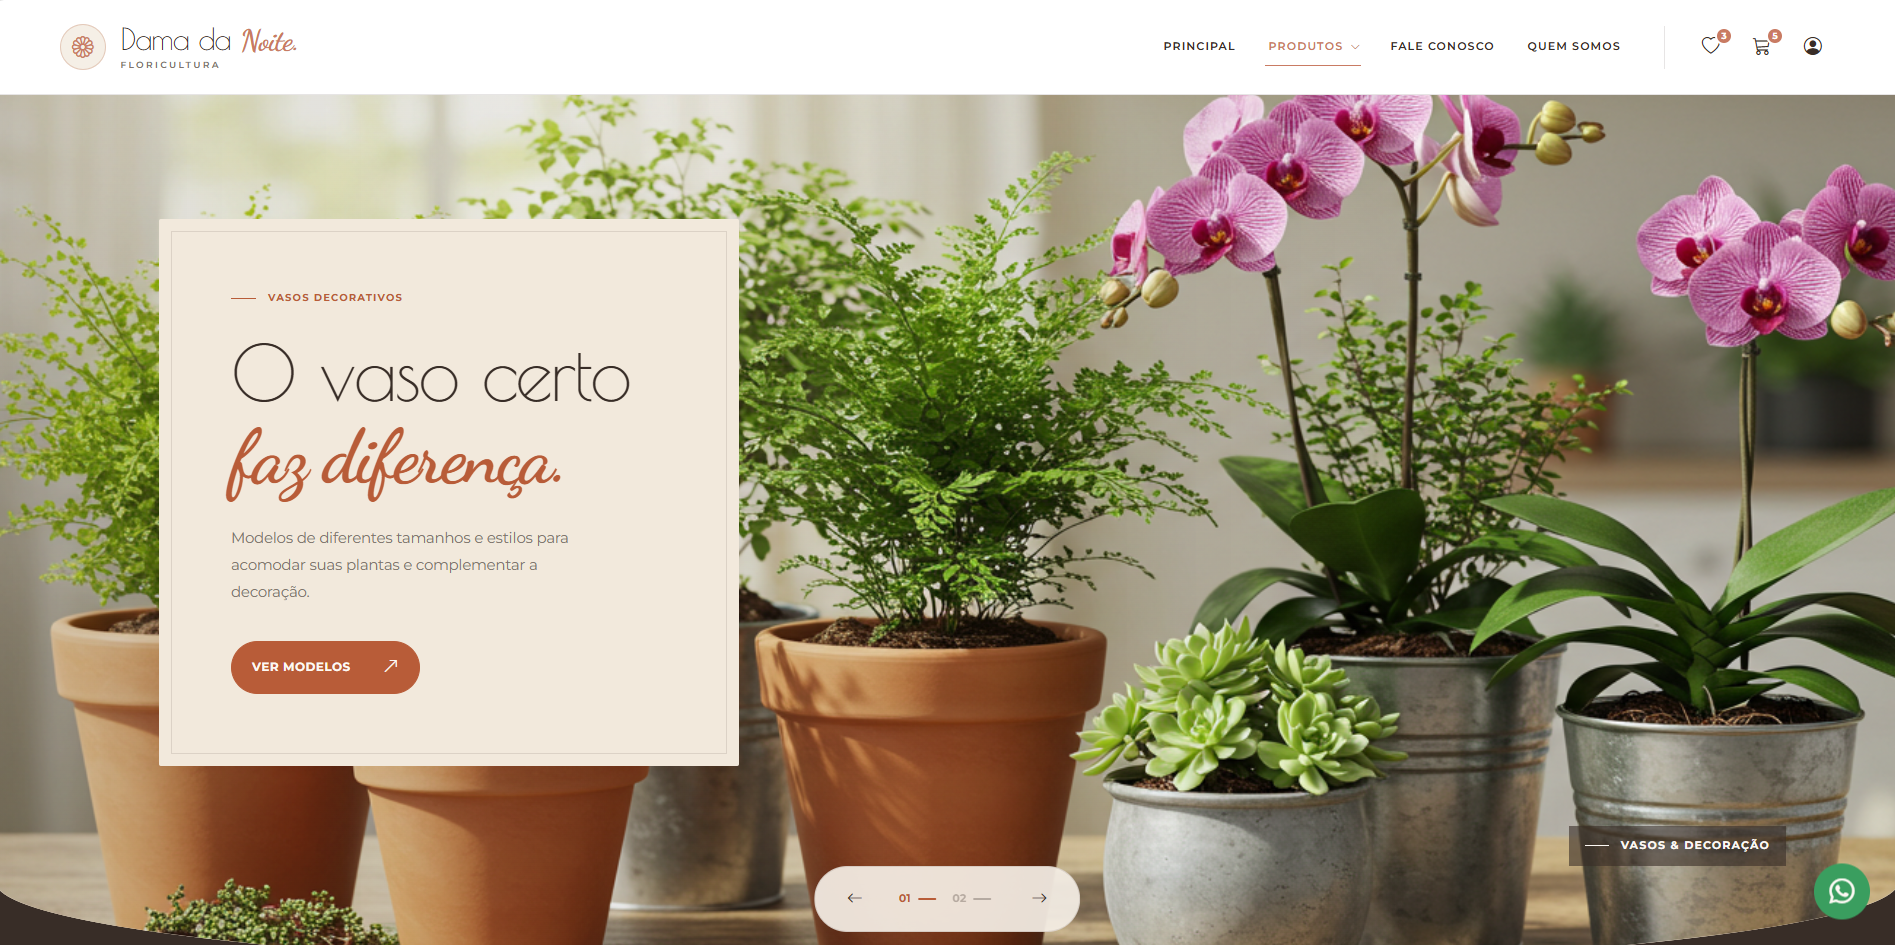 Dama da Noite.
FLORICULTURA
PRINCIPAL
PRODUTOS
FALE CONOSCO
QUEM SOMOS
3
5
VASOS DECORATIVOS
O vaso certo
faz diferença.
Modelos de diferentes tamanhos e estilos para
acomodar suas plantas e complementar a
decoração.
VER MODELOS
VASOS & DECORAÇÃO
01
02